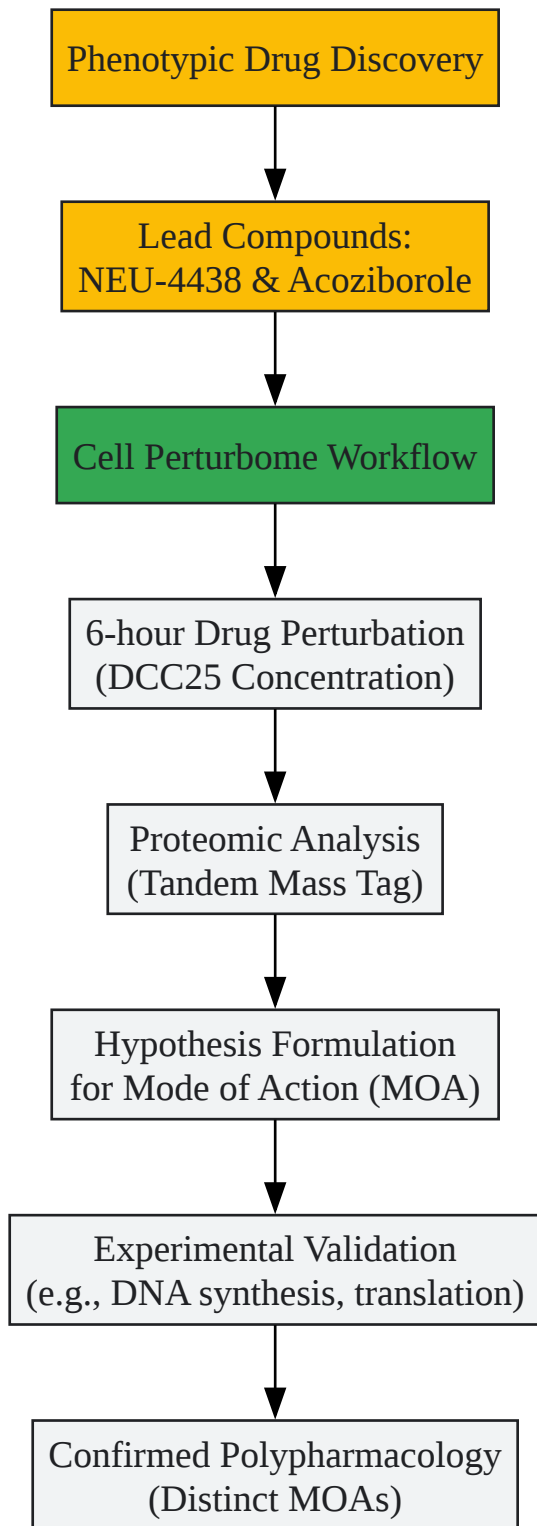 Phenotypic Drug Discovery
Lead Compounds:
NEU-4438 & Acoziborole
Cell Perturbome Workflow
6-hour Drug Perturbation
(DCC25 Concentration)
Proteomic Analysis
(Tandem Mass Tag)
Hypothesis Formulation
for Mode of Action (MOA)
Experimental Validation
(e.g., DNA synthesis, translation)
Confirmed Polypharmacology
(Distinct MOAs)